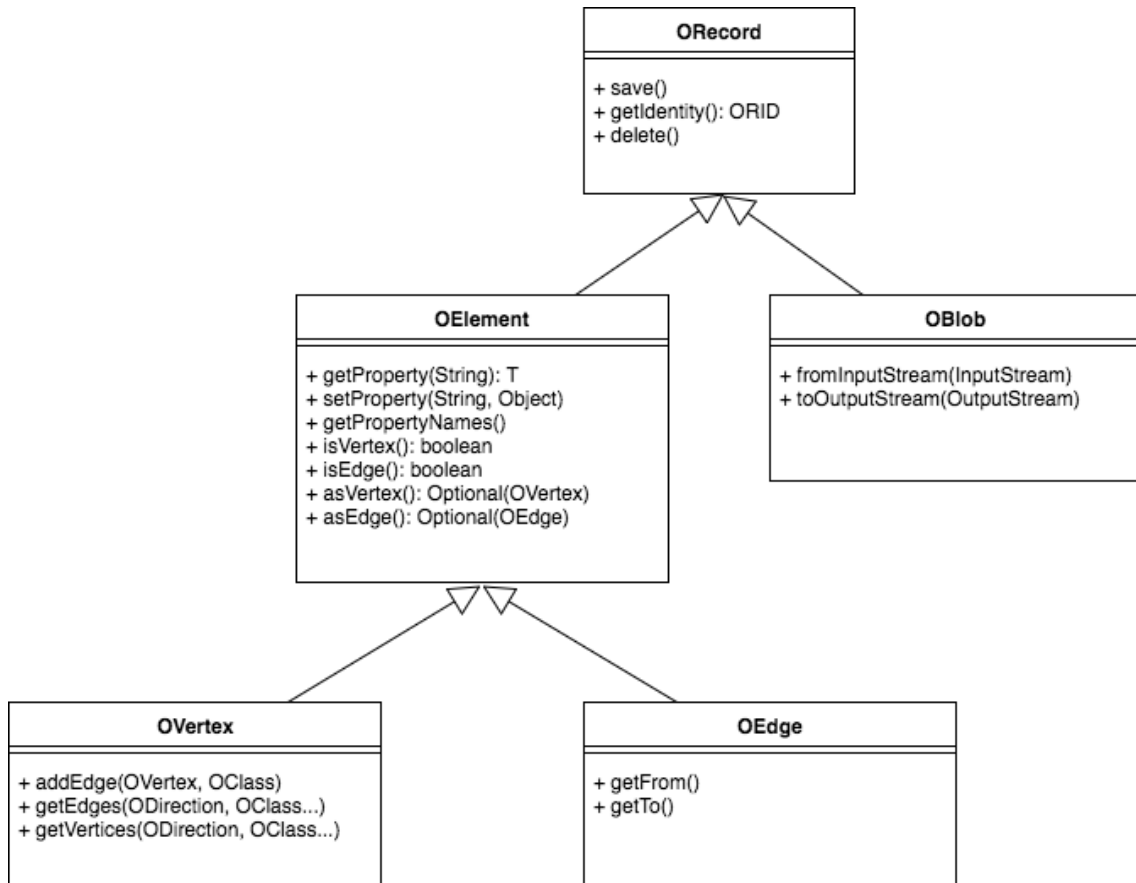 ORecord
+ save()
+ getIdentity(): ORID
+ delete()
OElement
+ getProperty(String): T
+ setProperty(String, Object)
+ getPropertyNames()
+ isVertex(): boolean
+ isEdge(): boolean
+ asVertex(): Optional(OVertex)
+ asEdge(): Optional(OEdge)
OBlob
+ fromInputStream(InputStream)
+ toOutputStream(OutputStream)
OVertex
+ addEdge(OVertex, OClass)
+ getEdges(ODirection, OClass...)
+ getVertices(ODirection, OClass...)
OEdge
+ getFrom()
+ getTo()